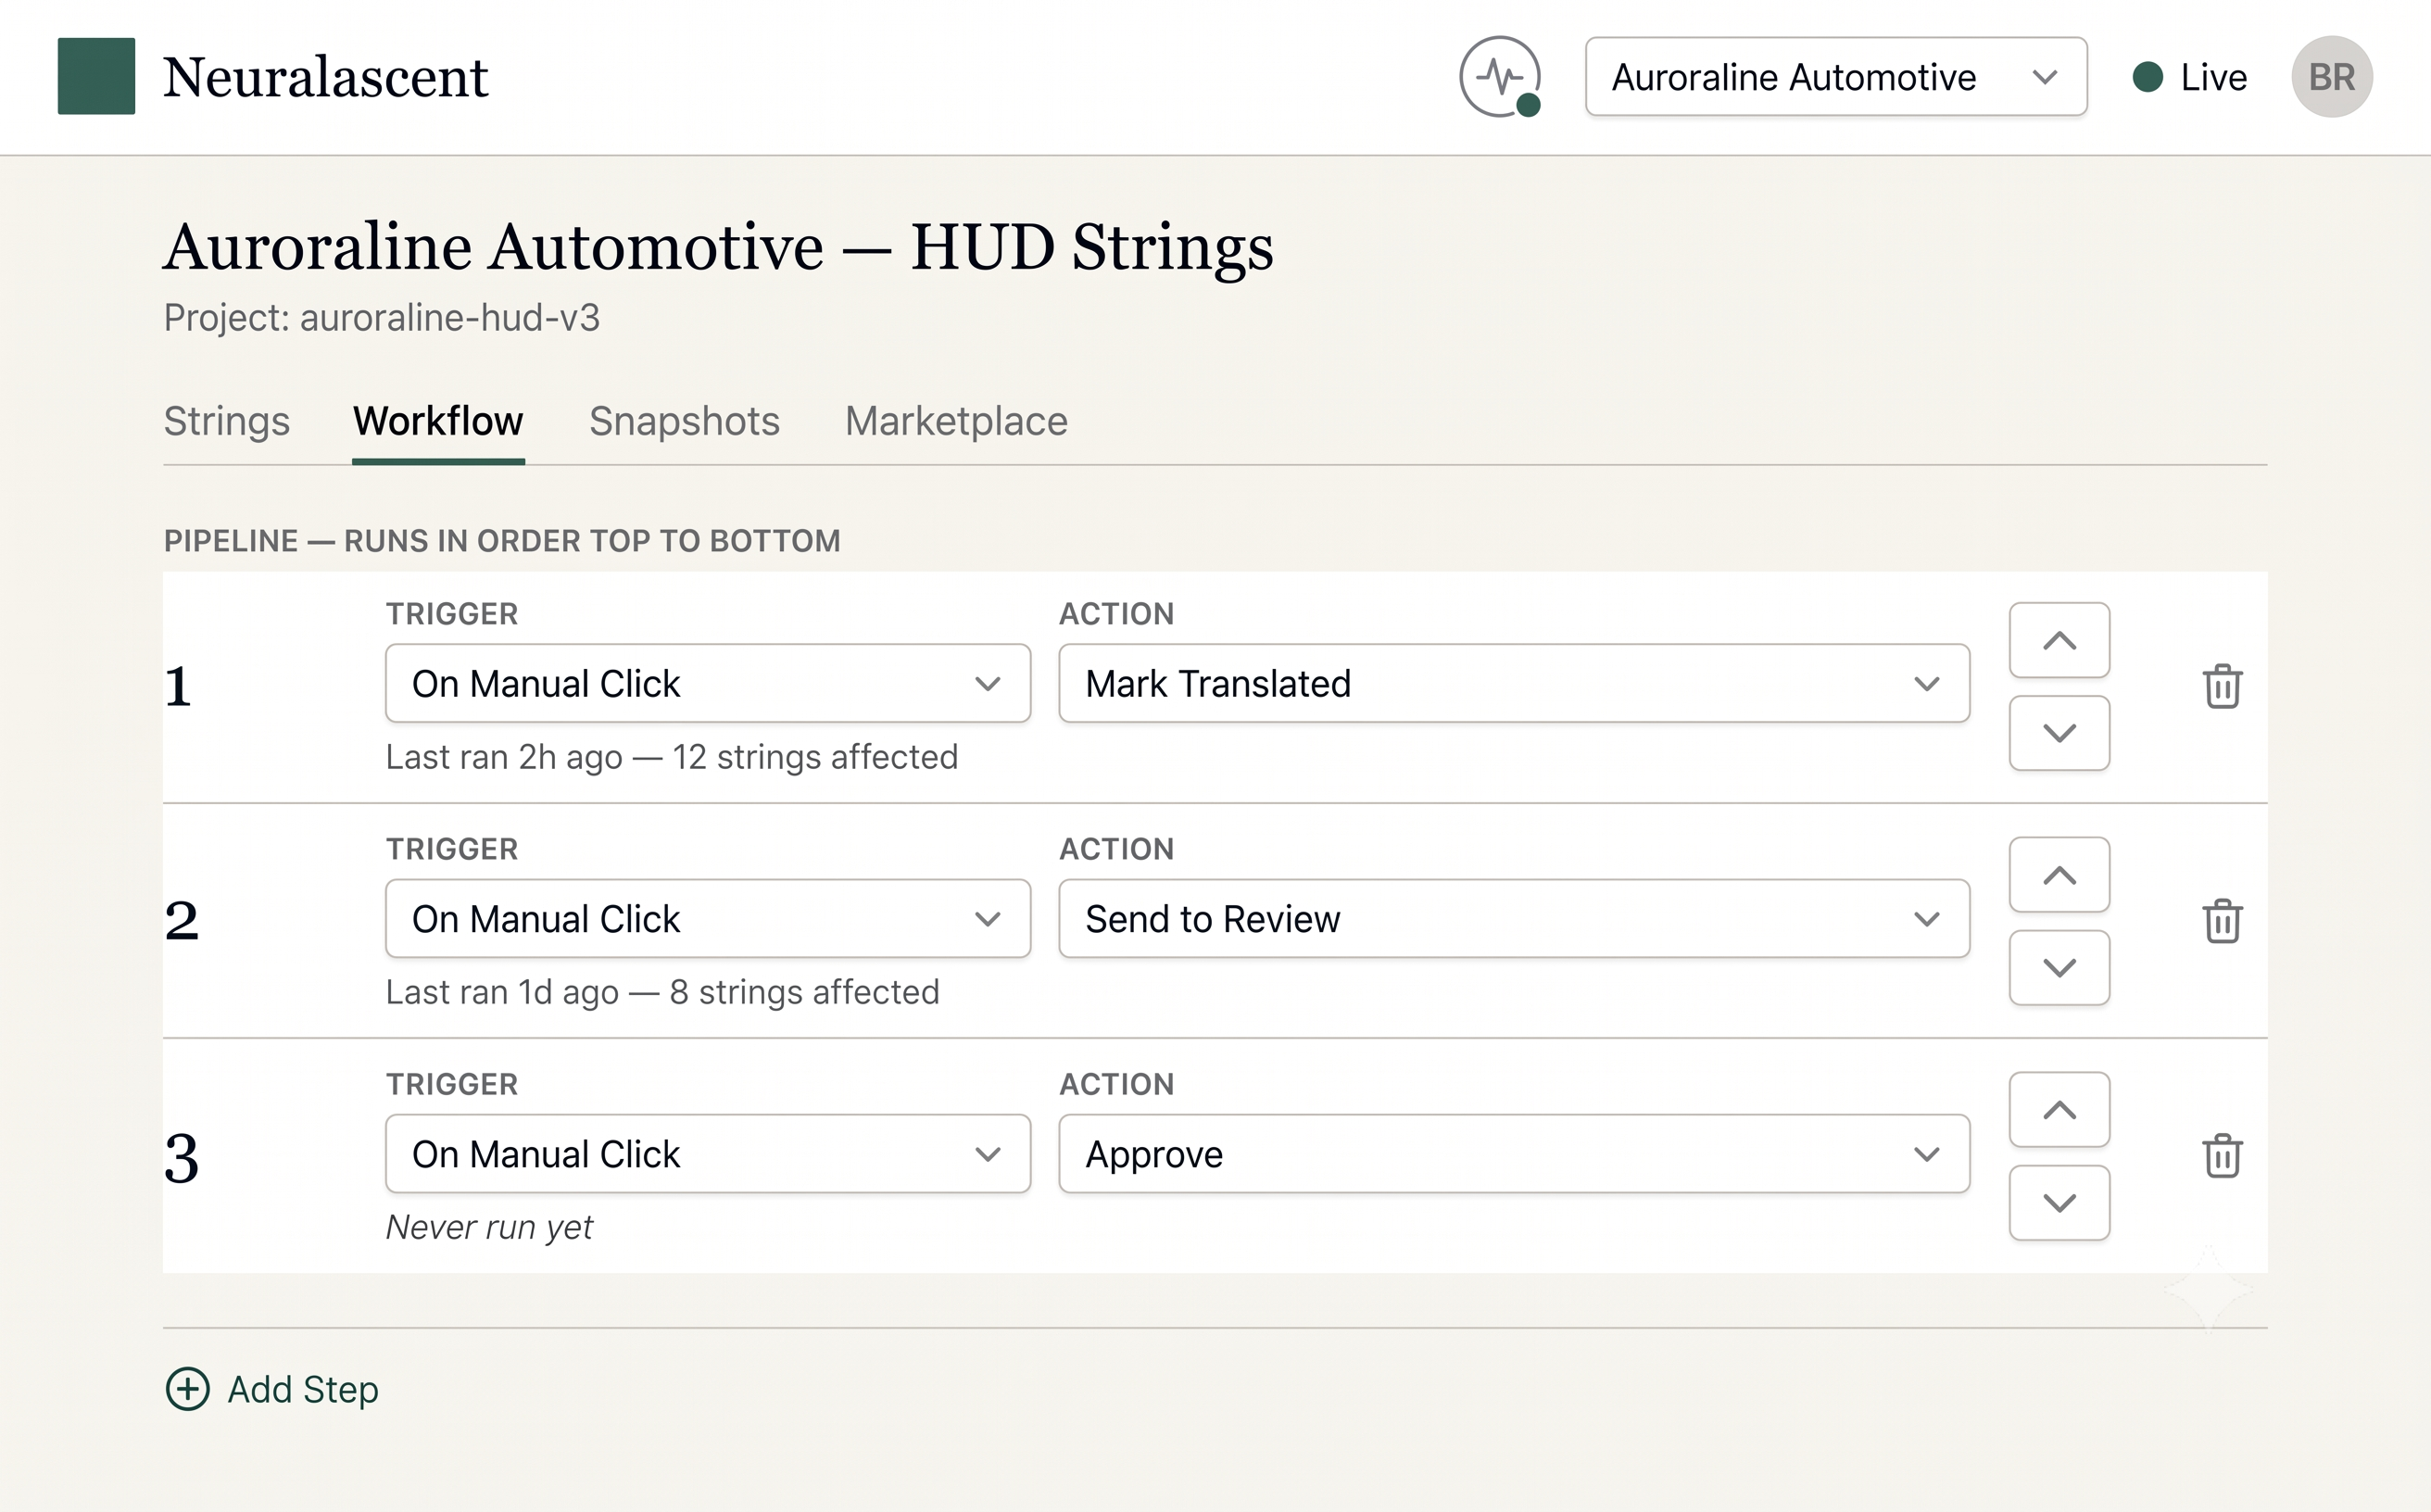 Neuralascent
Auroraline Automotive
Live
BR
Auroraline Automotive — HUD Strings
Project: auroraline-hud-v3
Strings Workflow Snapshots Marketplace
PIPELINE — RUNS IN ORDER TOP TO BOTTOM
TRIGGER ACTION
1 On Manual Click Mark Translated
Last ran 2h ago — 12 strings affected
TRIGGER ACTION
2 On Manual Click Send to Review
Last ran 1d ago — 8 strings affected
TRIGGER ACTION
3 On Manual Click Approve
Never run yet
Add Step